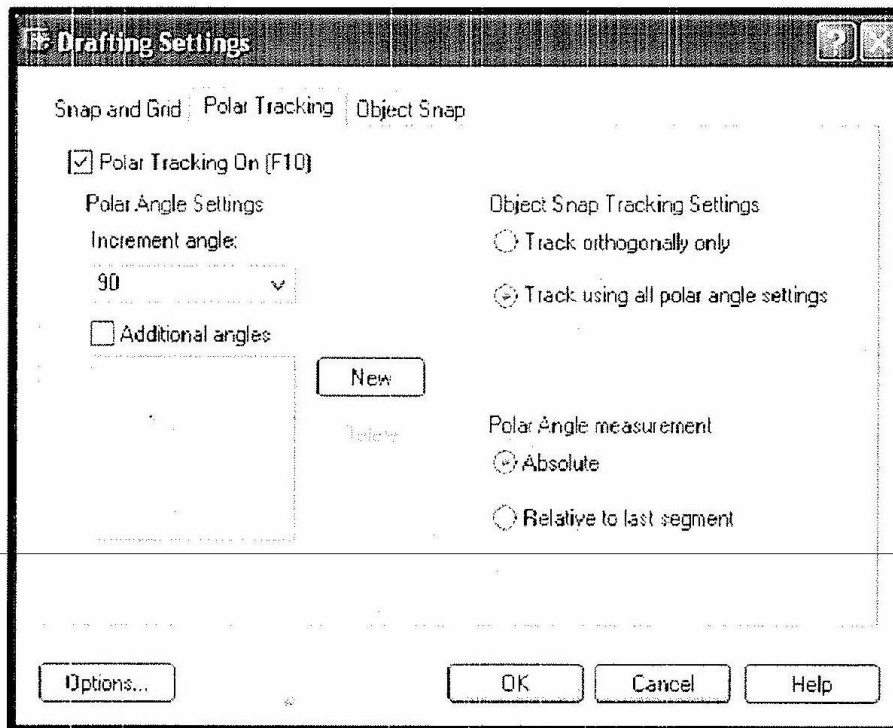 Drafting Settings
Snap and Grid Polar Tracking Object Snap
Polar Tracking On (F10)
Polar Angle Settings
Increment angle:
90
Additional angles
New
Delete
Object Snap Tracking Settings
Track orthogonally only
Track using all polar angle settings
Polar Angle measurement
Absolute
Relative to last segment
Options...
OK Cancel Help